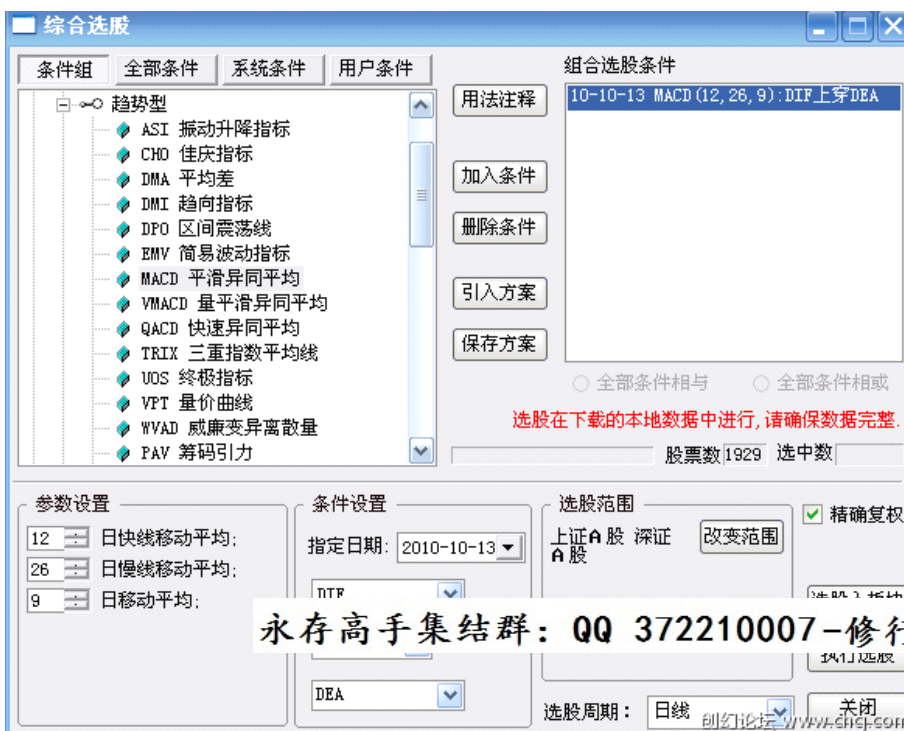 综合选股
条件组 全部条件 系统条件 用户条件
趋势型
ASI 振动升降指标
CHO 佳庆指标
DMA 平均差
DMI 趋向指标
DPO 区间震荡线
EMV 简易波动指标
MACD 平滑异同平均
VMACD 量平滑异同平均
QACD 快速异同平均
TRIX 三重指数平均线
UOS 终极指标
VPT 量价曲线
WVAD 威廉变异离散量
PAV 筹码引力
用法注释
加入条件
删除条件
引入方案
保存方案
组合选股条件
10-10-13 MACD(12,26,9):DIF上穿DEA
全部条件相与 全部条件相或
选股在下载的本地数据中进行,请确保数据完整.
股票数 1929 选中数
参数设置
12 日快线移动平均;
26 日慢线移动平均;
9 日移动平均;
条件设置
指定日期: 2010-10-13
DIF
DEA
选股范围
上证A股 深证
A股
改变范围
精确复权
选股入板块
永存高手集结群：QQ 372210007-修行
执行选股
选股周期： 日线
关闭
创幻论坛 www.chq.com